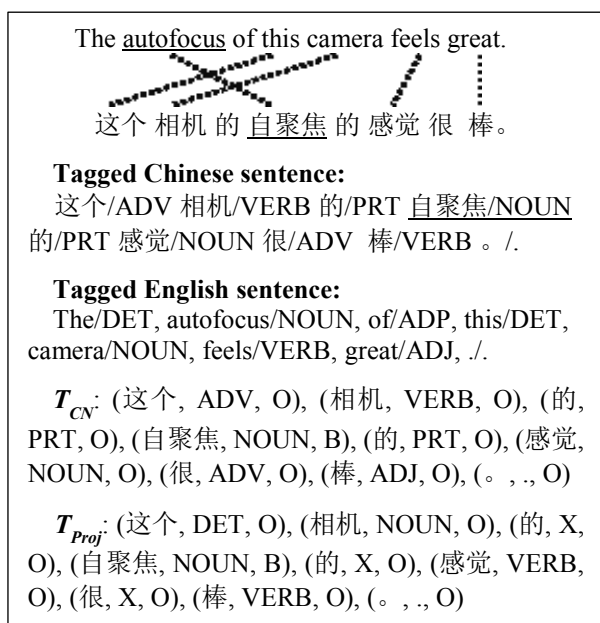 The autofocus of this camera feels great.
这个 相机 的 自聚焦 的 感觉 很 棒。
Tagged Chinese sentence:
这个/ADV 相机/VERB 的/PRT 自聚焦/NOUN
的/PRT 感觉/NOUN 很/ADV 棒/VERB 。/.
Tagged English sentence:
The/DET, autofocus/NOUN, of/ADP, this/DET,
camera/NOUN, feels/VERB, great/ADJ, ./.
T_CN: (这个, ADV, O), (相机, VERB, O), (的,
PRT, O), (自聚焦, NOUN, B), (的, PRT, O), (感觉,
NOUN, O), (很, ADV, O), (棒, ADJ, O), (。, ., O)
T_Proj: (这个, DET, O), (相机, NOUN, O), (的, X,
O), (自聚焦, NOUN, B), (的, X, O), (感觉, VERB,
O), (很, X, O), (棒, VERB, O), (。, ., O)